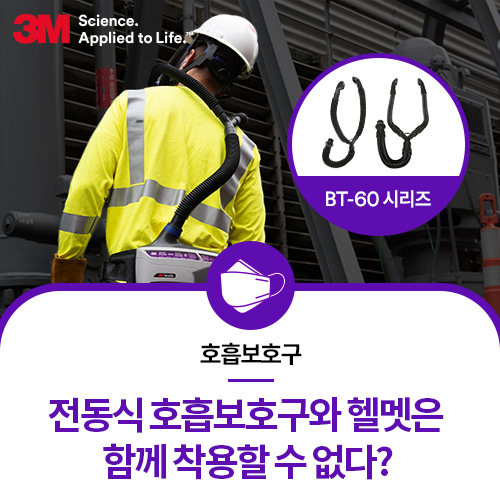 3M Science.
Applied to Life.
BT-60 시리즈
호흡보호구
전동식 호흡보호구와 헬멧은
함께 착용할 수 없다?